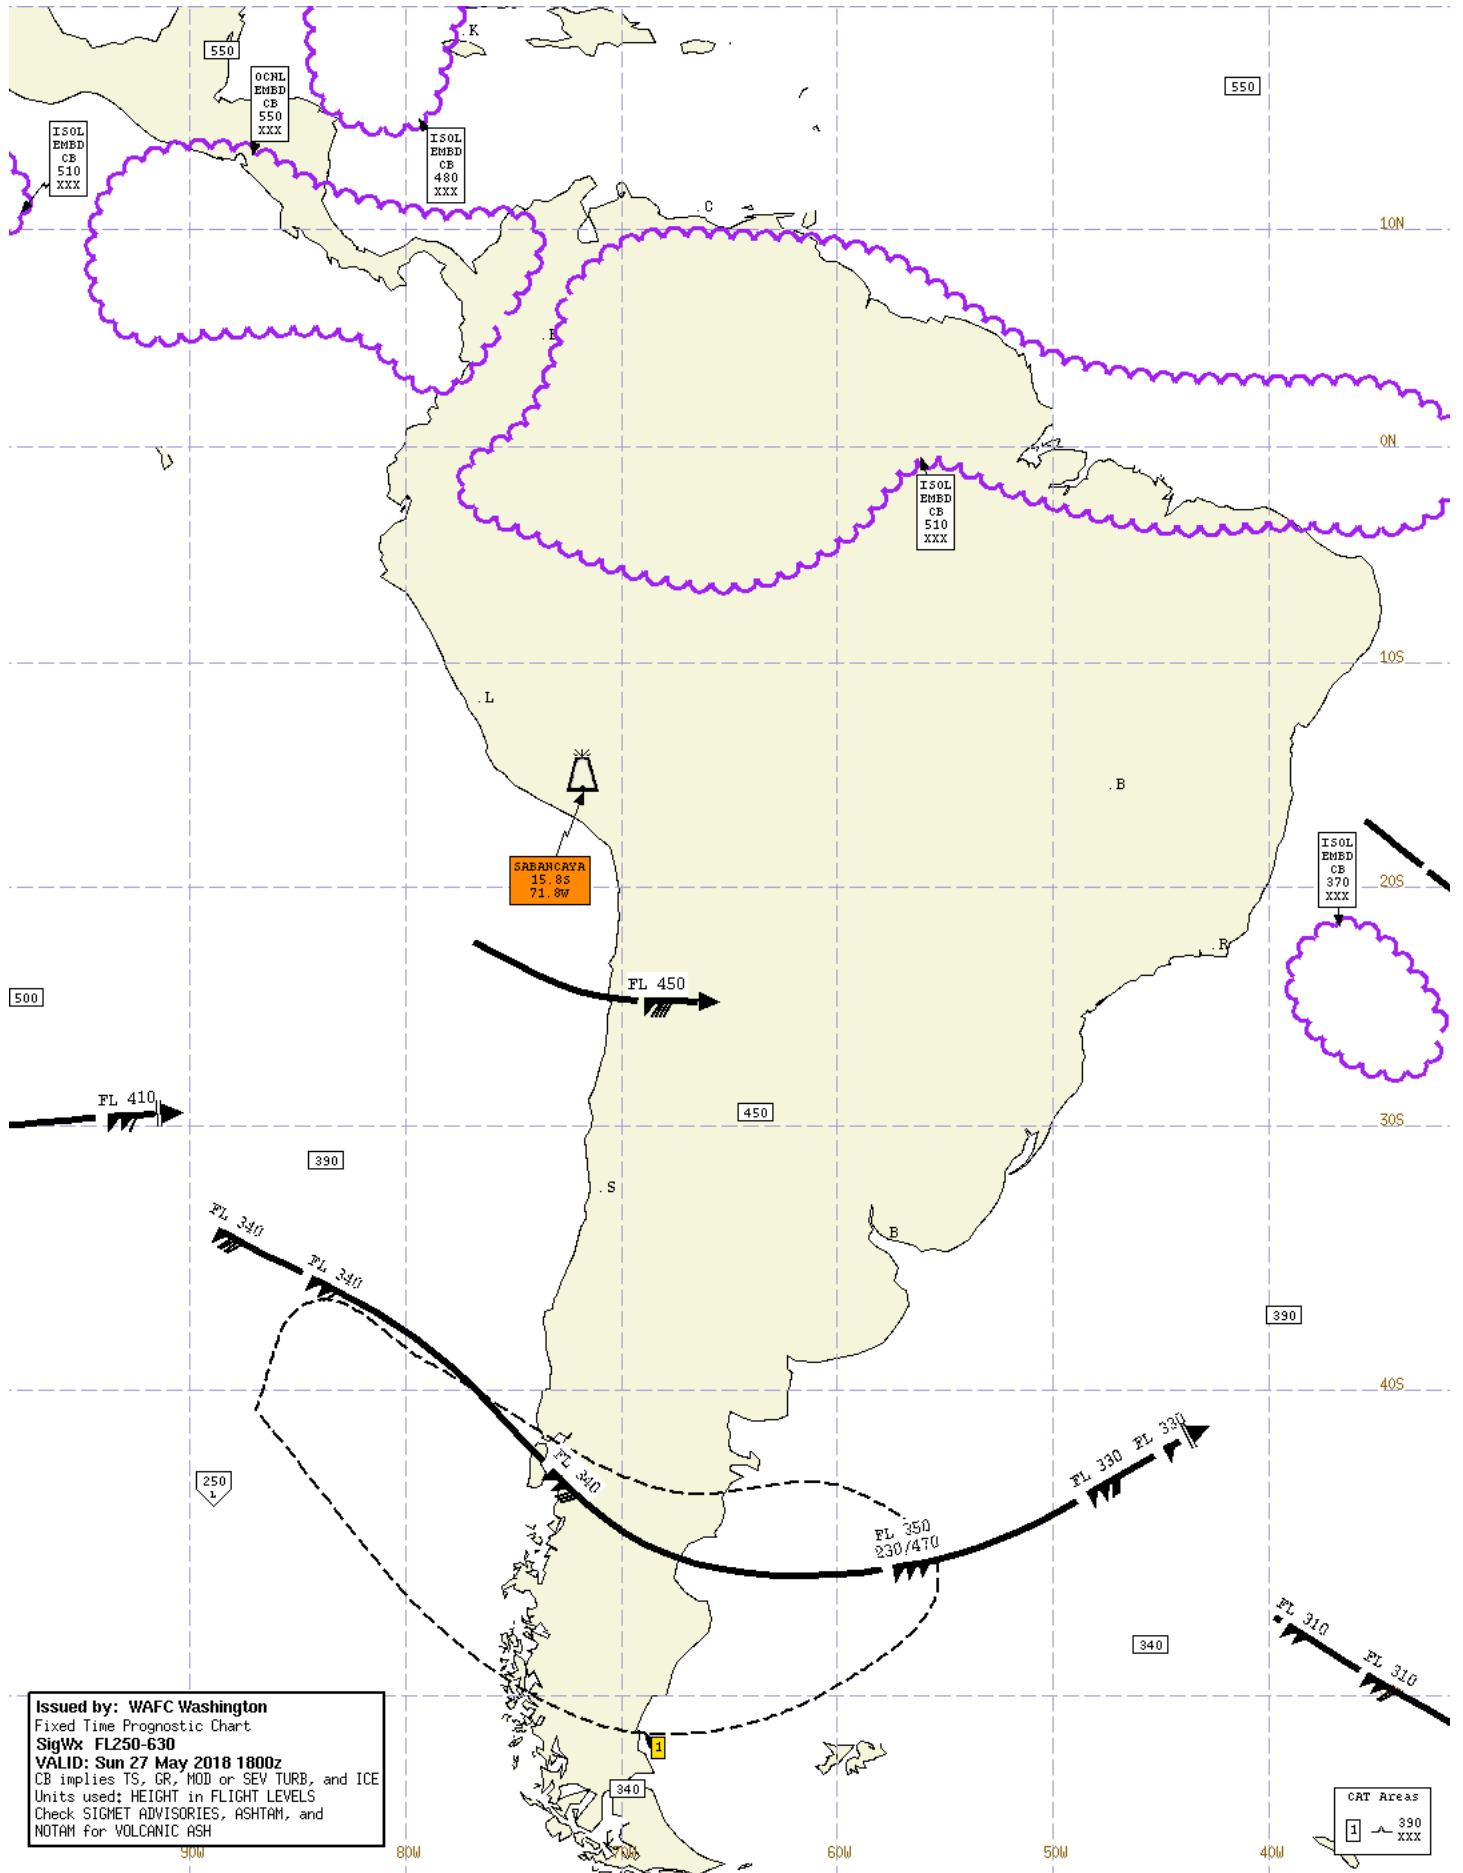 K
550
OCNL
EMBD
CB
550
XXX
550
ISOL
EMBD
CB
510
XXX
ISOL
EMBD
CB
480
XXX
C
10N
0N
ISOL
EMBD
CB
510
XXX
10S
L
B
SABANCAYA
15.8S
71.8W
ISOL
EMBD
CB
370
XXX
20S
R
FL 450
500
FL 410
450
30S
390
S
FL 340
B
FL 340
390
40S
FL 340
FL 330
FL 330
250
1
FL 350
230/470
FL 310
340
FL 310
1
340
Issued by: WAFC Washington
Fixed Time Prognostic Chart
SigWx FL250-630
VALID: Sun 27 May 2018 1800z
CB implies TS, GR, MOD or SEV TURB, and ICE
Units used: HEIGHT in FLIGHT LEVELS
Check SIGMET ADVISORIES, ASHTAM, and
NOTAM for VOLCANIC ASH
CAT Areas
1 390
XXX
90W 80W 70W 60W 50W 40W